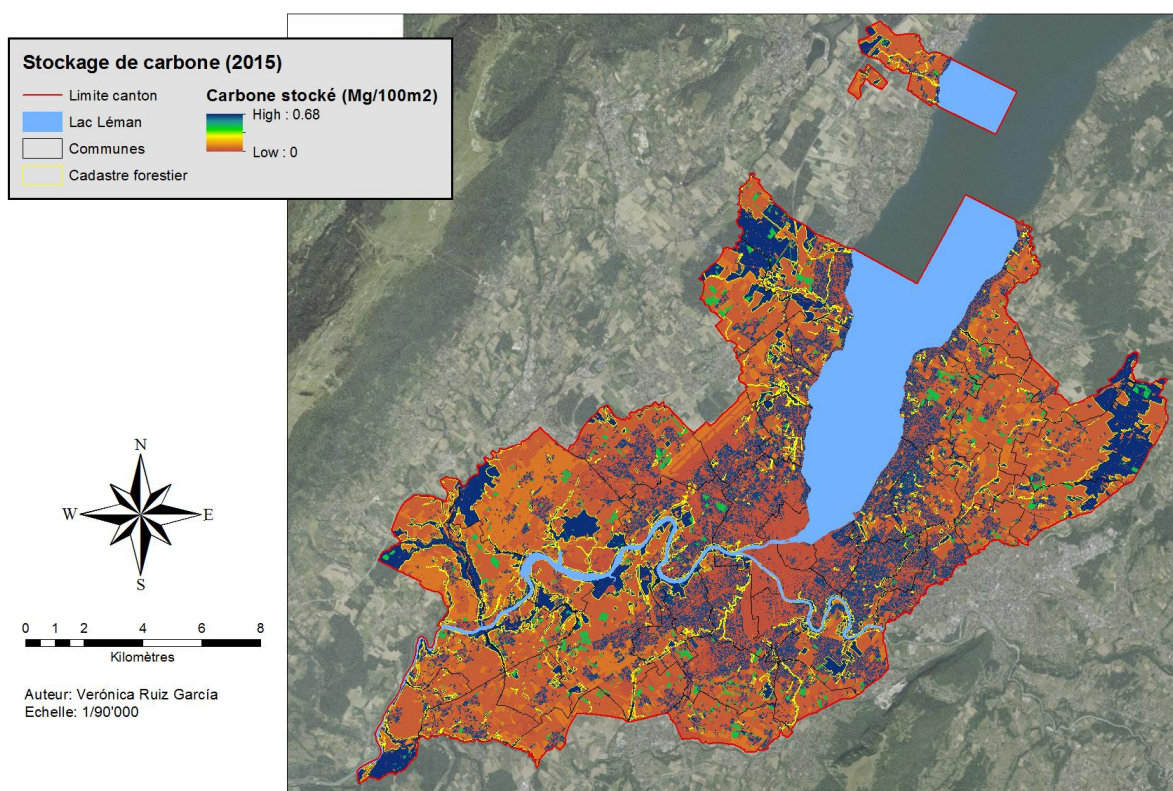 Stockage de carbone (2015)
Limite canton
Lac Léman
Communes
Cadastre forestier
Carbone stocké (Mg/100m2)
High : 0.68
Low : 0
N
W
E
S
0 1 2 4 6 8
Kilomètres
Auteur: Verónica Ruiz García
Echelle: 1/90'000